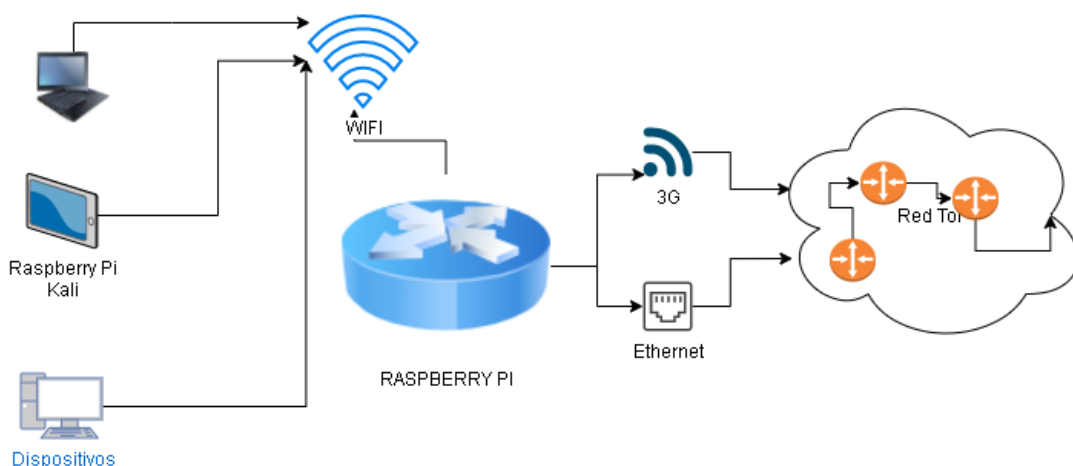 WIFI
3G
Red Tor
Raspberry Pi
Kali
Ethernet
RASPBERRY PI
Dispositivos